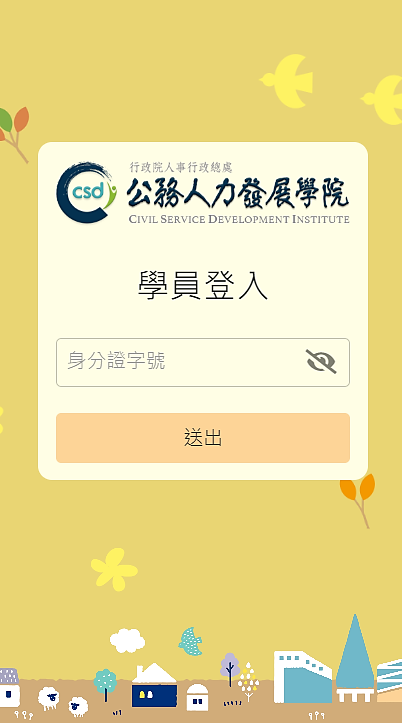 行政院人事行政總處
csdi
公務人力發展學院
CIVIL SERVICE DEVELOPMENT INSTITUTE
學員登入
身分證字號
送出